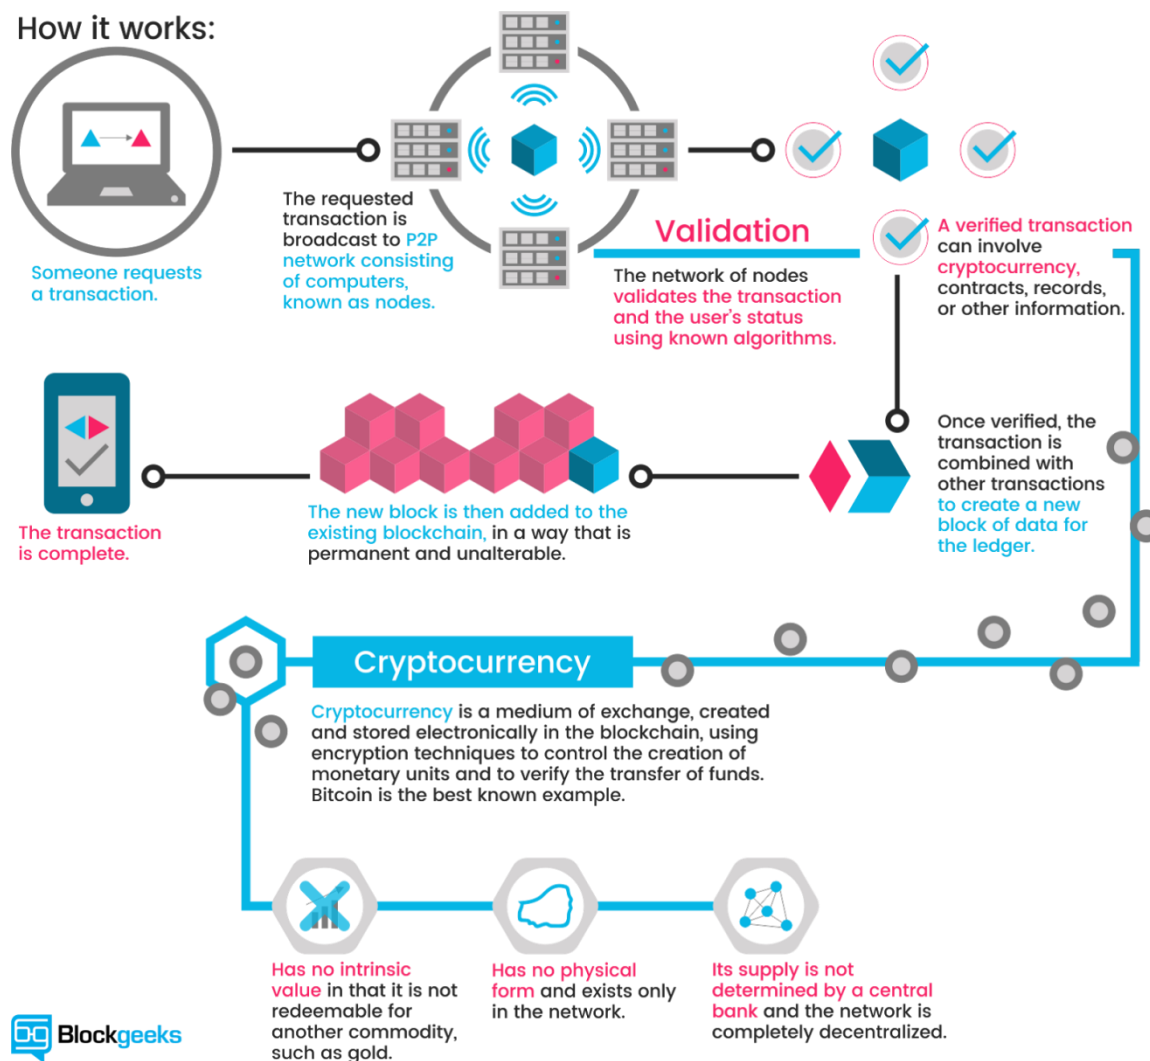 How it works:
Someone requests
a transaction.
The requested
transaction is
broadcast to P2P
network consisting
of computers,
known as nodes.
Validation
The network of nodes
validates the transaction
and the user's status
using known algorithms.
A verified transaction
can involve
cryptocurrency,
contracts, records,
or other information.
Once verified, the
transaction is
combined with
other transactions
to create a new
block of data for
the ledger.
The new block is then added to the
existing blockchain, in a way that is
permanent and unalterable.
The transaction
is complete.
Cryptocurrency
Cryptocurrency is a medium of exchange, created
and stored electronically in the blockchain, using
encryption techniques to control the creation of
monetary units and to verify the transfer of funds.
Bitcoin is the best known example.
Has no intrinsic
value in that it is not
redeemable for
another commodity,
such as gold.
Has no physical
form and exists only
in the network.
Its supply is not
determined by a central
bank and the network is
completely decentralized.
Blockgeeks